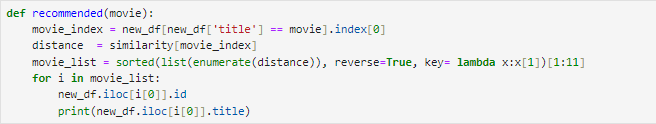 def recommended(movie):
    movie_index = new_df[new_df['title'] == movie].index[0]
    distance  = similarity[movie_index]
    movie_list = sorted(list(enumerate(distance)), reverse=True, key= lambda x:x[1])[1:11]
    for i in movie_list:
        new_df.iloc[i[0]].id
        print(new_df.iloc[i[0]].title)